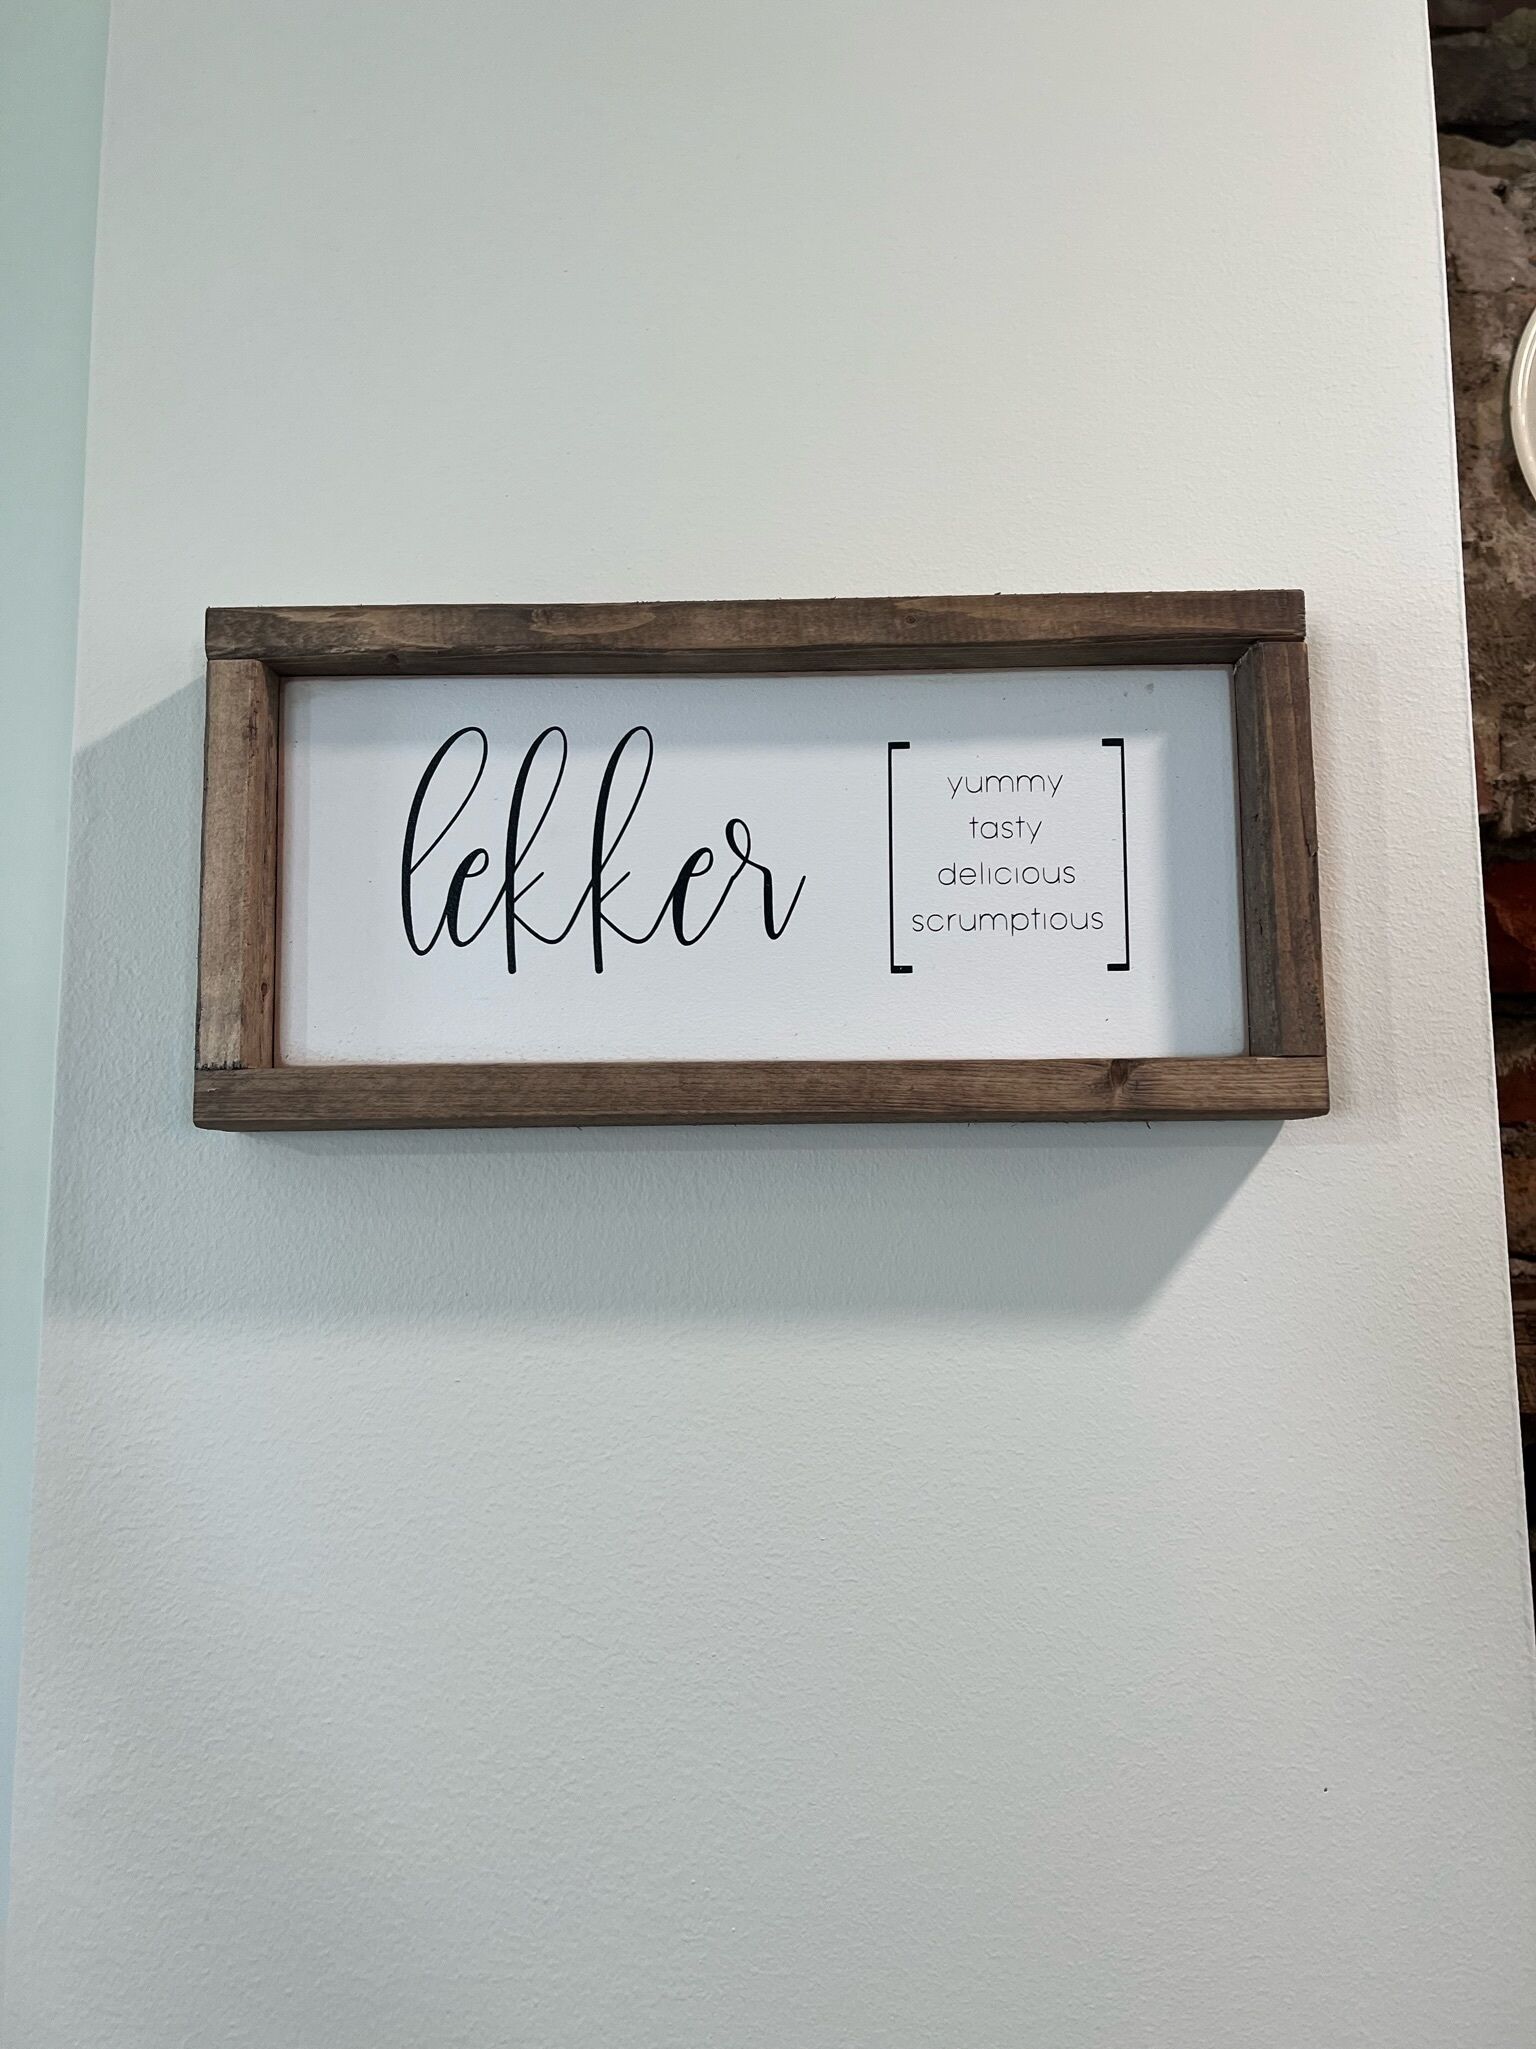 lekker
yummy
tasty
delicious
scrumptious